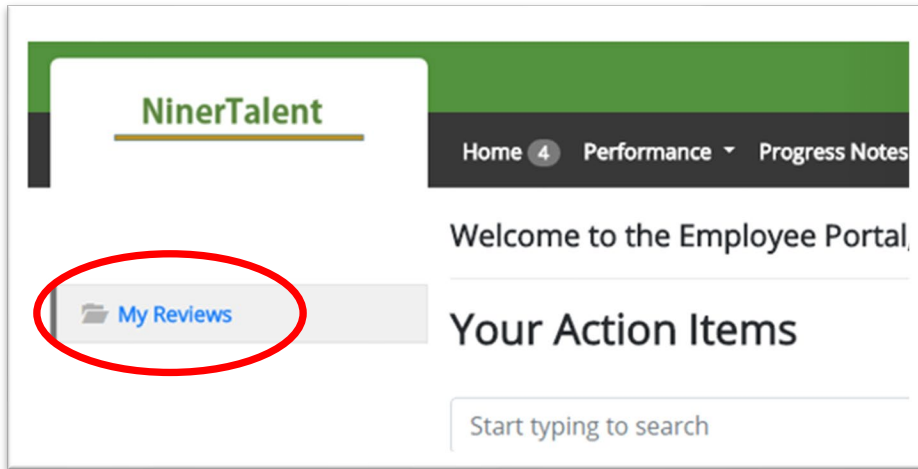 NinerTalent
Home 4 Performance Progress Notes
Welcome to the Employee Portal,
My Reviews
Your Action Items
Start typing to search